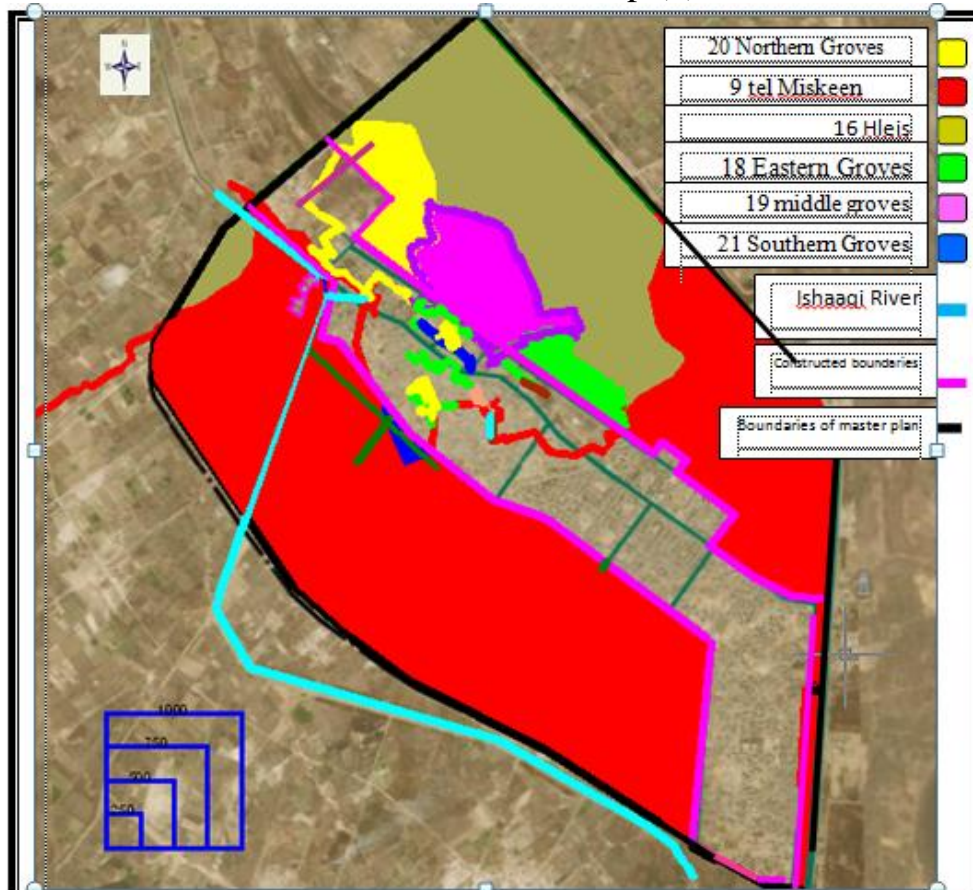 20 Northern Groves
9 tel Miskeen
16 Hleis
18 Eastern Groves
19 middle groves
21 Southern Groves
Ishaaqi River
Constructed boundaries
Boundaries of master plan
N
1000
750
500
250